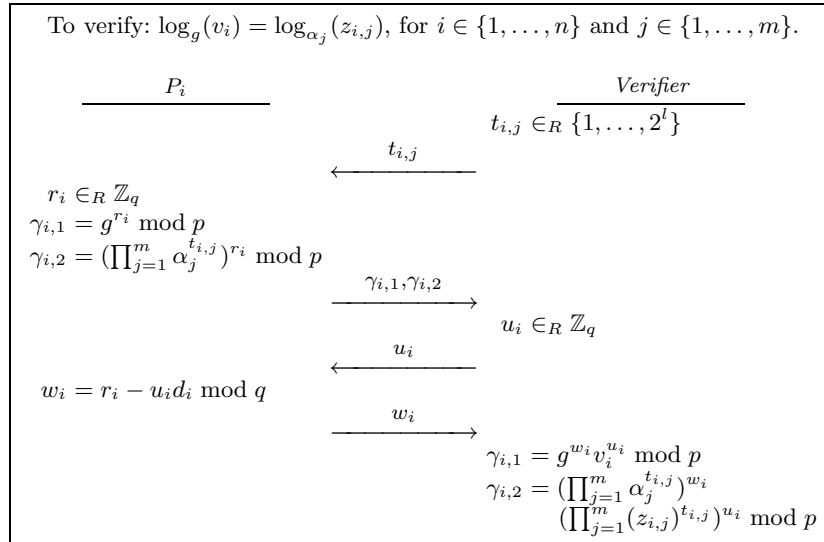 To verify: log_g(v_i) = log_{α_j}(z_{i,j}), for i ∈ {1, . . . , n} and j ∈ {1, . . . , m}.
P_i Verifier
t_{i,j} ∈_R {1, . . . , 2^l}
t_{i,j}
r_i ∈_R ℤ_q
γ_{i,1} = g^{r_i} mod p
γ_{i,2} = (∏_{j=1}^{m} α_j^{t_{i,j}})^{r_i} mod p
γ_{i,1},γ_{i,2}
u_i ∈_R ℤ_q
u_i
w_i = r_i − u_i d_i mod q
w_i
γ_{i,1} = g^{w_i} v_i^{u_i} mod p
γ_{i,2} = (∏_{j=1}^{m} α_j^{t_{i,j}})^{w_i}
(∏_{j=1}^{m} (z_{i,j})^{t_{i,j}})^{u_i} mod p